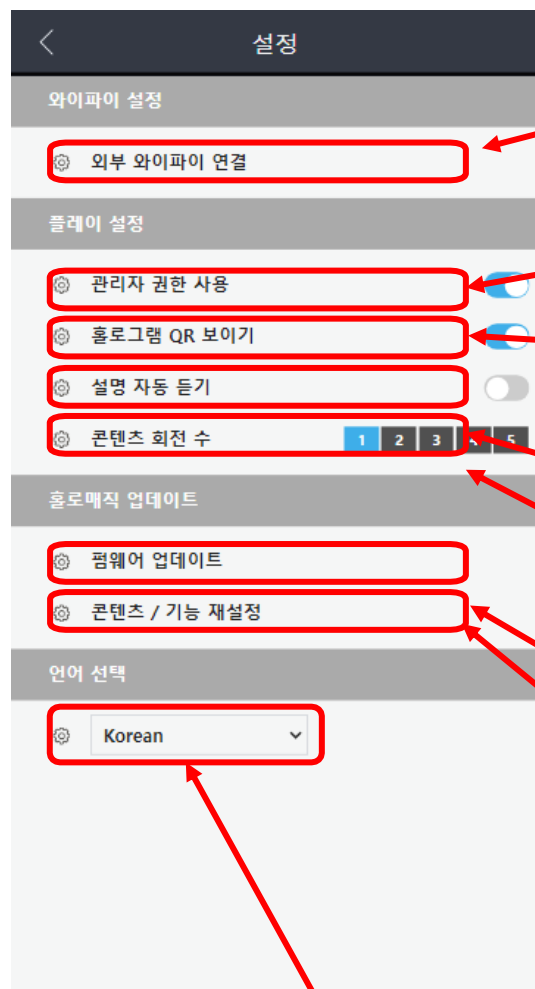 설정
와이파이 설정
외부 와이파이 연결
플레이 설정
관리자 권한 사용
홀로그램 QR 보이기
설명 자동 듣기
콘텐츠 회전 수 1 2 3 4 5
홀로매직 업데이트
펌웨어 업데이트
콘텐츠 / 기능 재설정
언어 선택
Korean